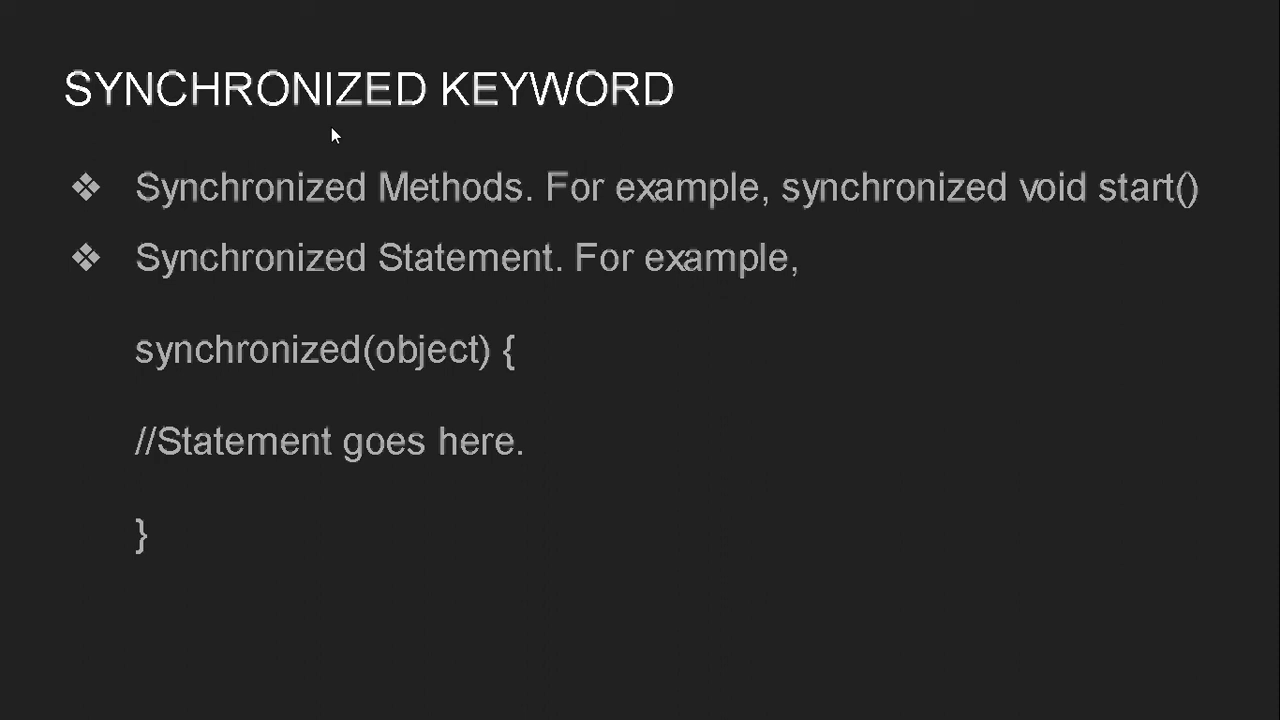 SYNCHRONIZED KEYWORD
❖ Synchronized Methods. For example, synchronized void start()
❖ Synchronized Statement. For example,
synchronized(object) {
//Statement goes here.
}